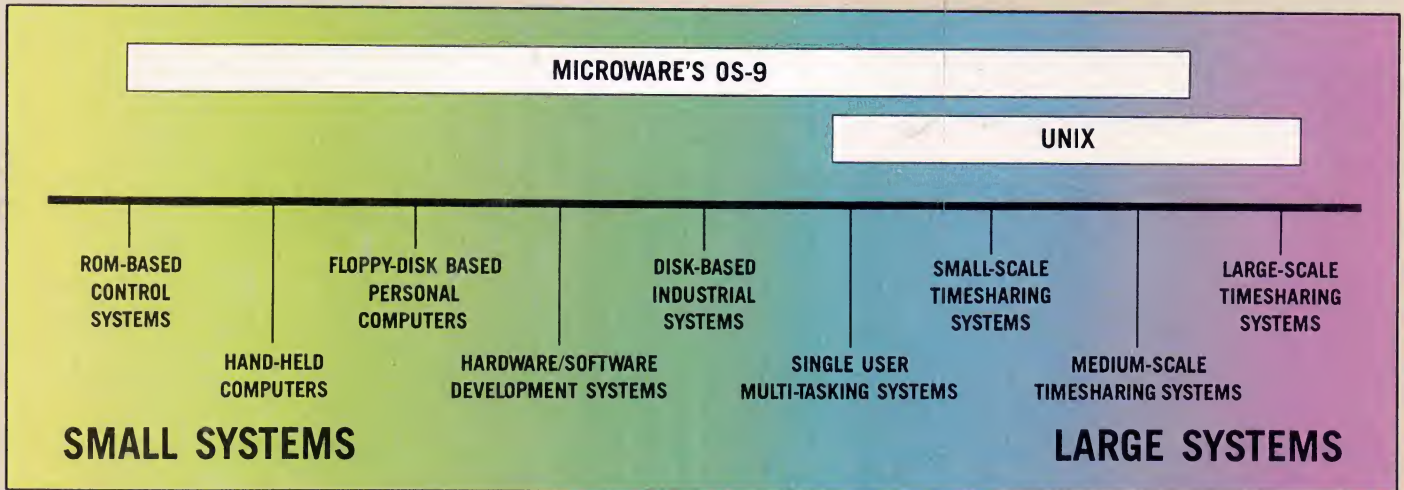 MICROWARE'S OS-9
UNIX
ROM-BASED
CONTROL
SYSTEMS
HAND-HELD
COMPUTERS
FLOPPY-DISK BASED
PERSONAL
COMPUTERS
HARDWARE/SOFTWARE
DEVELOPMENT SYSTEMS
DISK-BASED
INDUSTRIAL
SYSTEMS
SINGLE USER
MULTI-TASKING SYSTEMS
SMALL-SCALE
TIMESHARING
SYSTEMS
MEDIUM-SCALE
TIMESHARING SYSTEMS
LARGE-SCALE
TIMESHARING
SYSTEMS
SMALL SYSTEMS
LARGE SYSTEMS